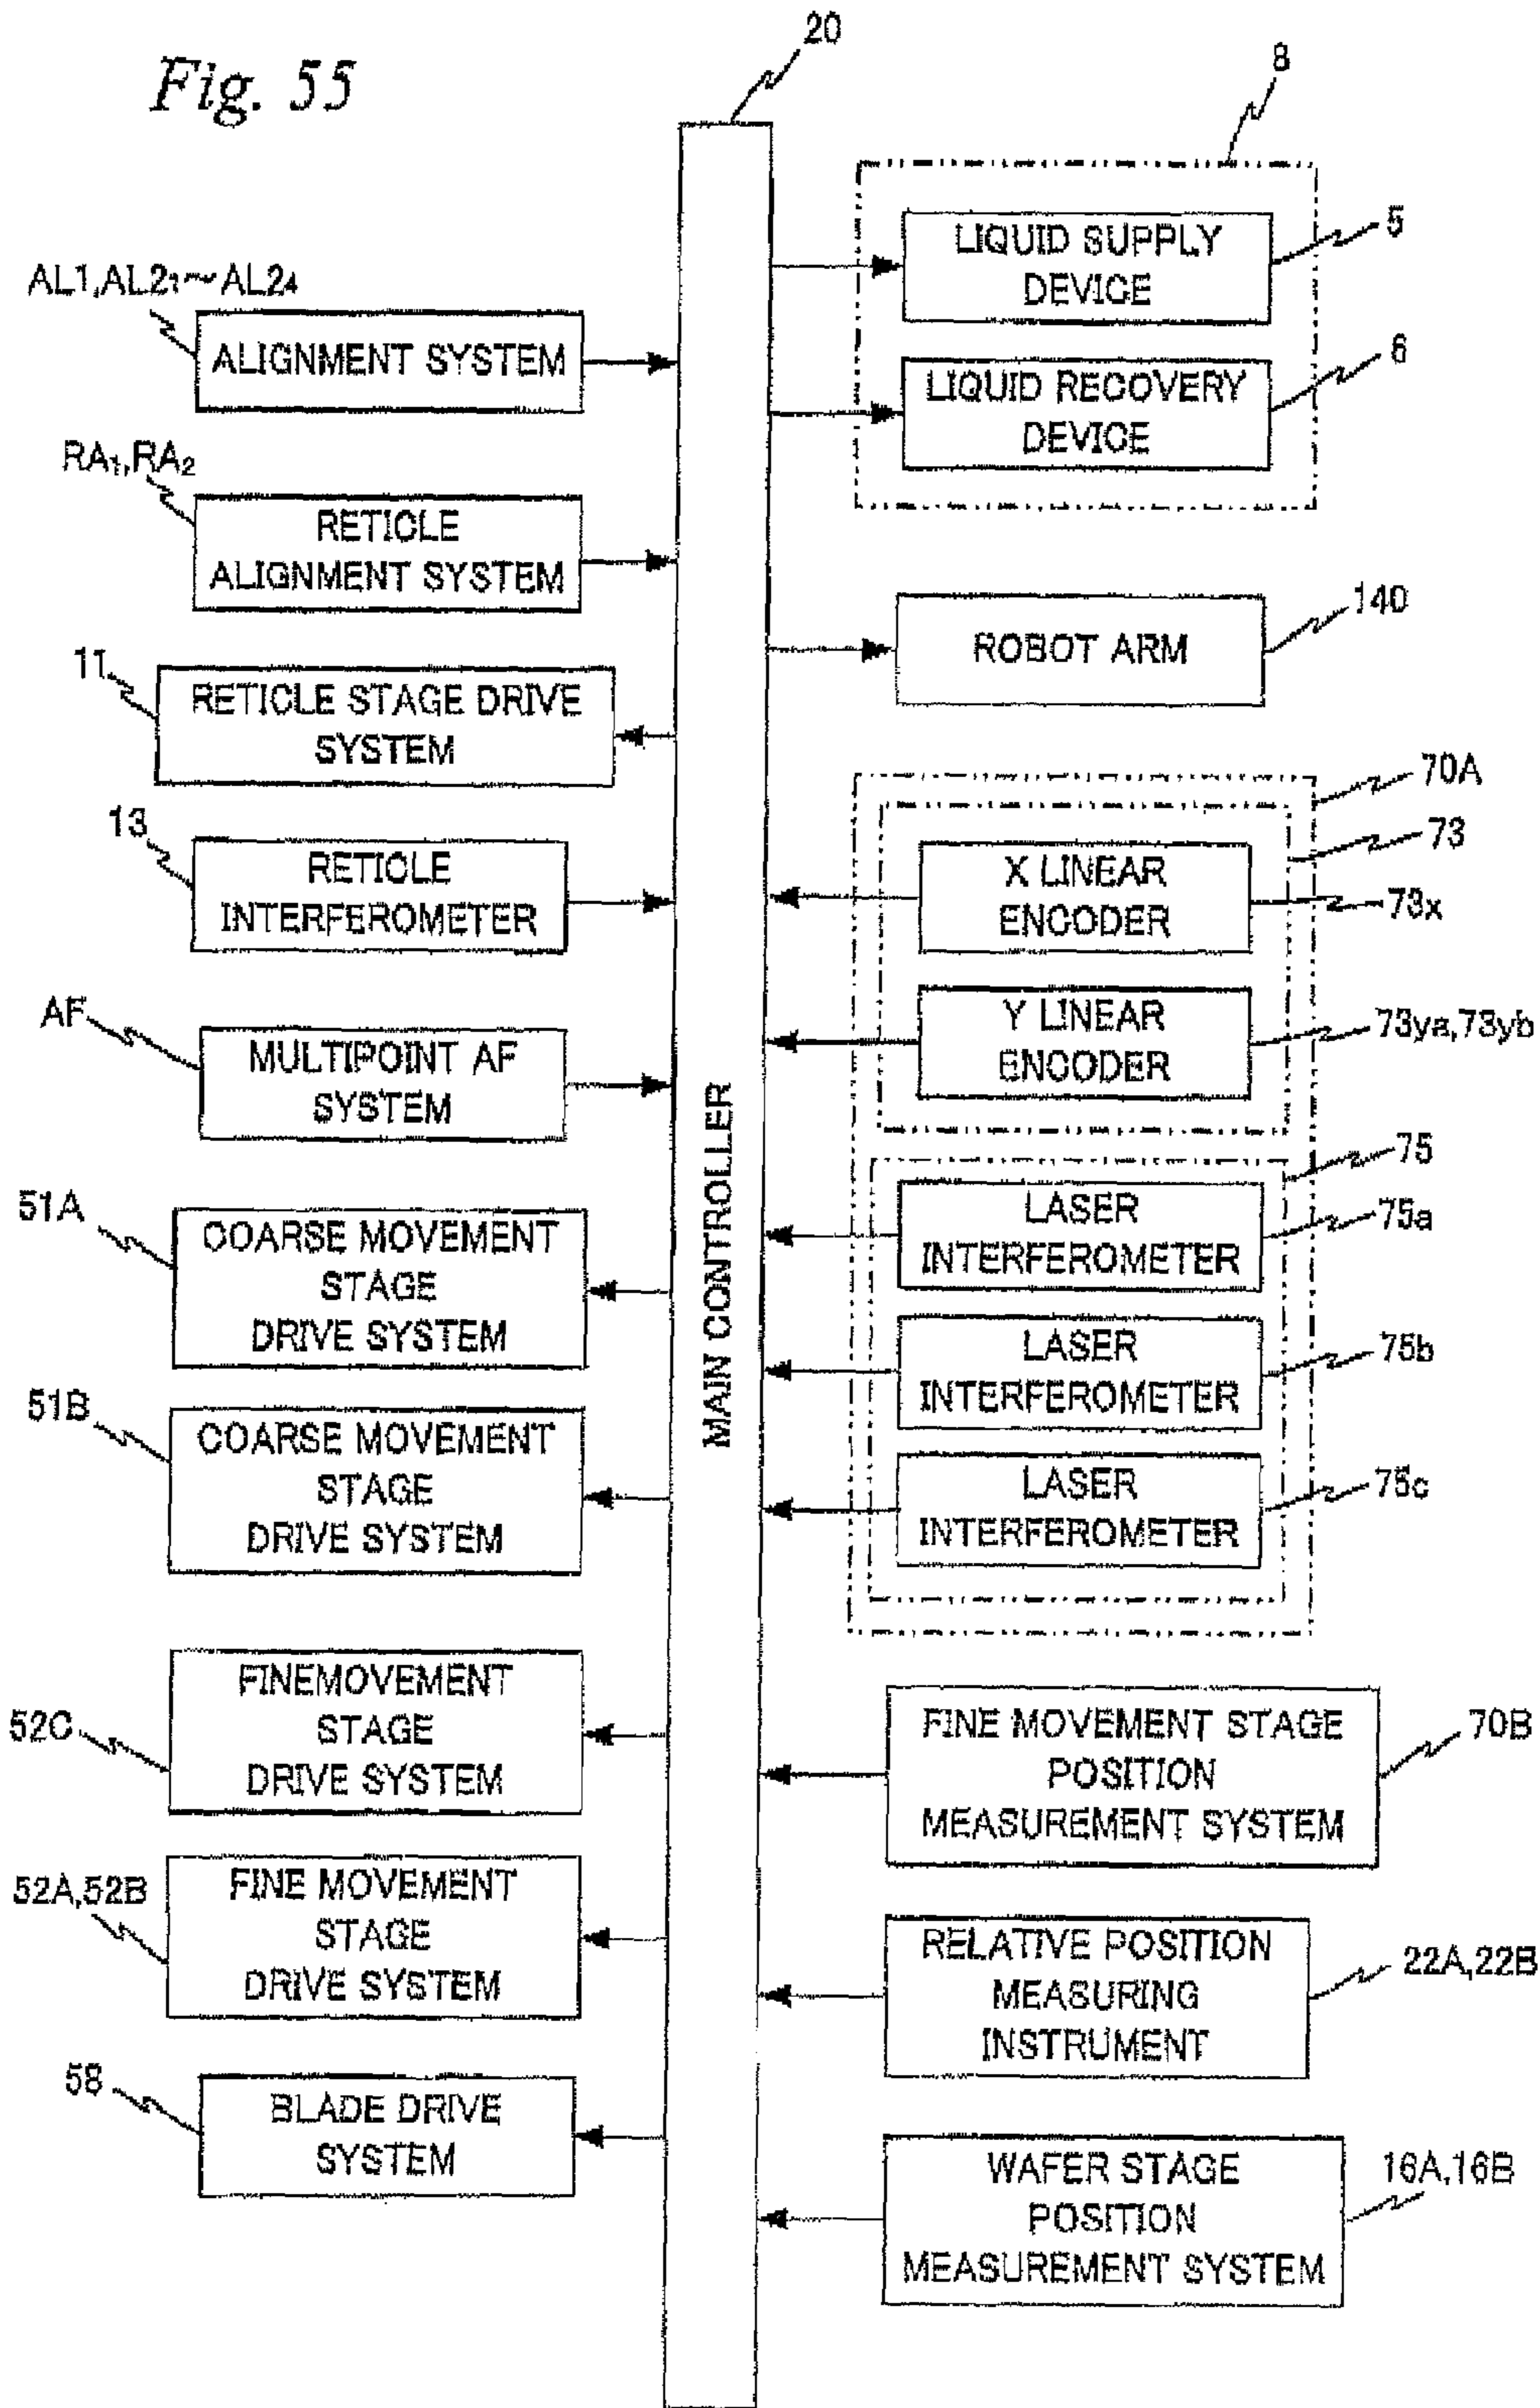 Fig. 55
20
8
LIQUID SUPPLY
DEVICE
5
LIQUID RECOVERY
DEVICE
6
AL1,AL2₁~AL2₄
ALIGNMENT SYSTEM
RA₁,RA₂
RETICLE
ALIGNMENT SYSTEM
ROBOT ARM
140
11
RETICLE STAGE DRIVE
SYSTEM
13
RETICLE
INTERFEROMETER
70A
73
X LINEAR
ENCODER
73x
Y LINEAR
ENCODER
73ya,73yb
AF
MULTIPOINT AF
SYSTEM
MAIN CONTROLLER
75
LASER
INTERFEROMETER
75a
LASER
INTERFEROMETER
75b
LASER
INTERFEROMETER
75c
51A
COARSE MOVEMENT
STAGE
DRIVE SYSTEM
51B
COARSE MOVEMENT
STAGE
DRIVE SYSTEM
52C
FINEMOVEMENT
STAGE
DRIVE SYSTEM
FINE MOVEMENT STAGE
POSITION
MEASUREMENT SYSTEM
70B
52A,52B
FINE MOVEMENT
STAGE
DRIVE SYSTEM
RELATIVE POSITION
MEASURING
INSTRUMENT
22A,22B
58
BLADE DRIVE
SYSTEM
WAFER STAGE
POSITION
MEASUREMENT SYSTEM
16A,16B